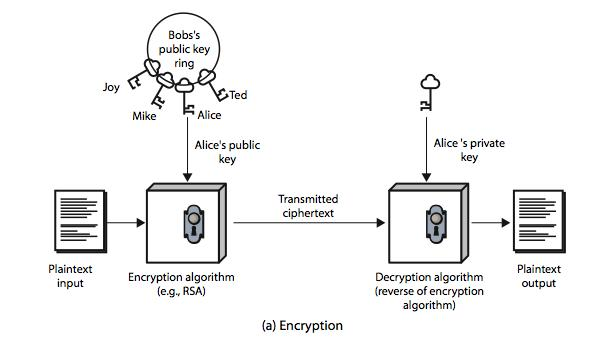 Bobs's
public key
ring
Joy
Ted
Mike
Alice
Alice's public
key
Alice 's private
key
Transmitted
ciphertext
Plaintext
input
Encryption algorithm
(e.g., RSA)
Decryption algorithm
(reverse of encryption
algorithm)
Plaintext
output
(a) Encryption